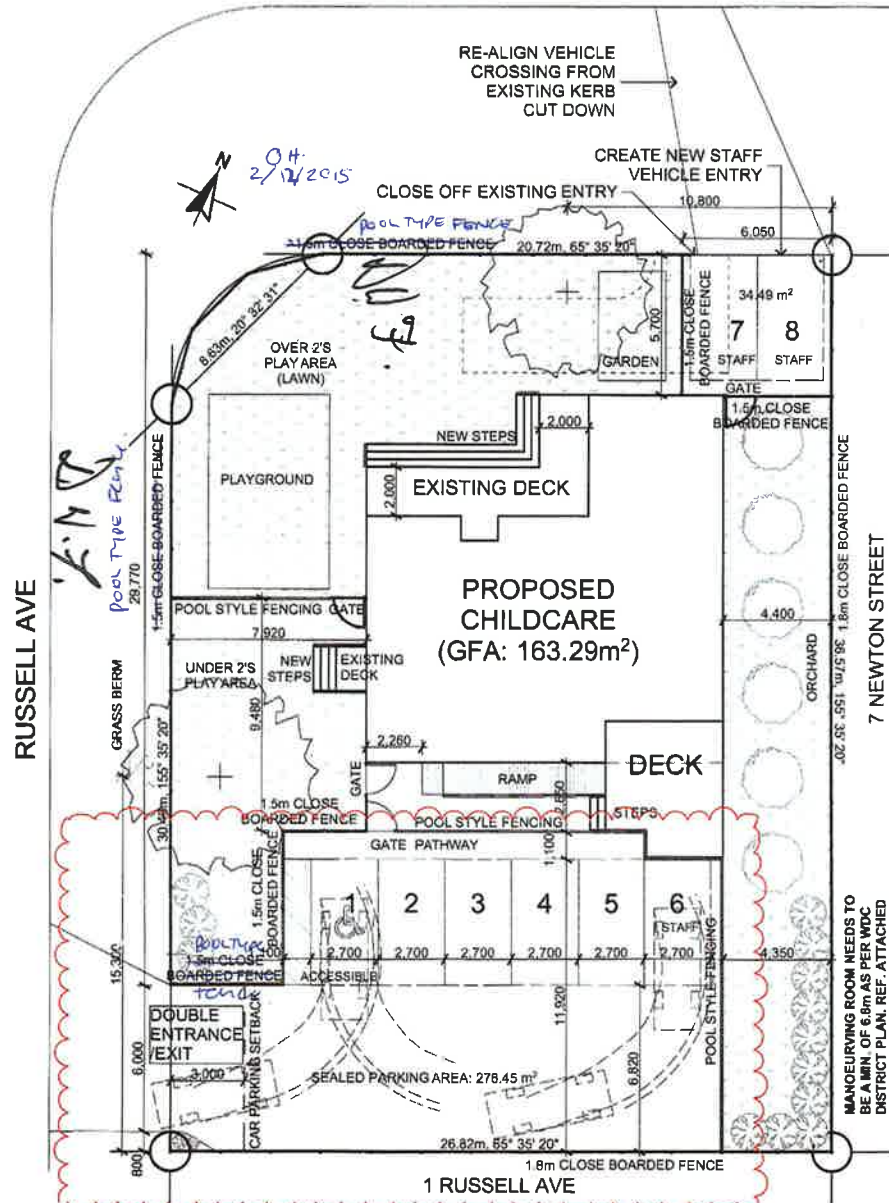 RE-ALIGN VEHICLE
CROSSING FROM
EXISTING KERB
CUT DOWN
N
2/12/2015
CREATE NEW STAFF
VEHICLE ENTRY
CLOSE OFF EXISTING ENTRY
10,800
6,050
POOL TYPE FENCE
1.5m CLOSE BOARDED FENCE
20.72m, 65° 35' 20"
34.49 m²
7
STAFF
8
STAFF
1.5m CLOSE
BOARDED FENCE
5,700
GARDEN
GATE
1.5m CLOSE
BOARDED FENCE
8.63m, 20° 32' 31"
OVER 2'S
PLAY AREA
(LAWN)
NEW STEPS
2,000
PLAYGROUND
2,000
EXISTING DECK
POOL TYPE FENCE
28,770
1.5m CLOSE BOARDED FENCE
RUSSELL AVE
PROPOSED
CHILDCARE
(GFA: 163.29m²)
4,400
ORCHARD
1.8m CLOSE BOARDED FENCE
36.57m, 155° 35' 20"
7 NEWTON STREET
POOL STYLE FENCING GATE
7,920
UNDER 2'S
PLAY AREA
NEW
STEPS
EXISTING
DECK
GRASS BERM
9,480
155° 35' 20"
2,260
GATE
RAMP
DECK
STEPS
1.5m CLOSE
BOARDED FENCE
POOL STYLE FENCING
GATE PATHWAY
1,100
1.5m CLOSE
BOARDED FENCE
1
2
3
4
5
6
STAFF
2,700
2,700
2,700
2,700
2,700
2,700
4,350
ACCESSIBLE
POOL TYPE
1.5m CLOSE
BOARDED FENCE
FENCE
15,300
DOUBLE
ENTRANCE
/EXIT
6,000
3,000
CAR PARKING SETBACK
SEALED PARKING AREA: 278.45 m²
11,920
6,820
POOL STYLE FENCING
MANOEURVING ROOM NEEDS TO
BE A MIN. OF 6.8m AS PER WDC
DISTRICT PLAN. REF. ATTACHED
800
26.82m, 65° 35' 20"
1.8m CLOSE BOARDED FENCE
1 RUSSELL AVE